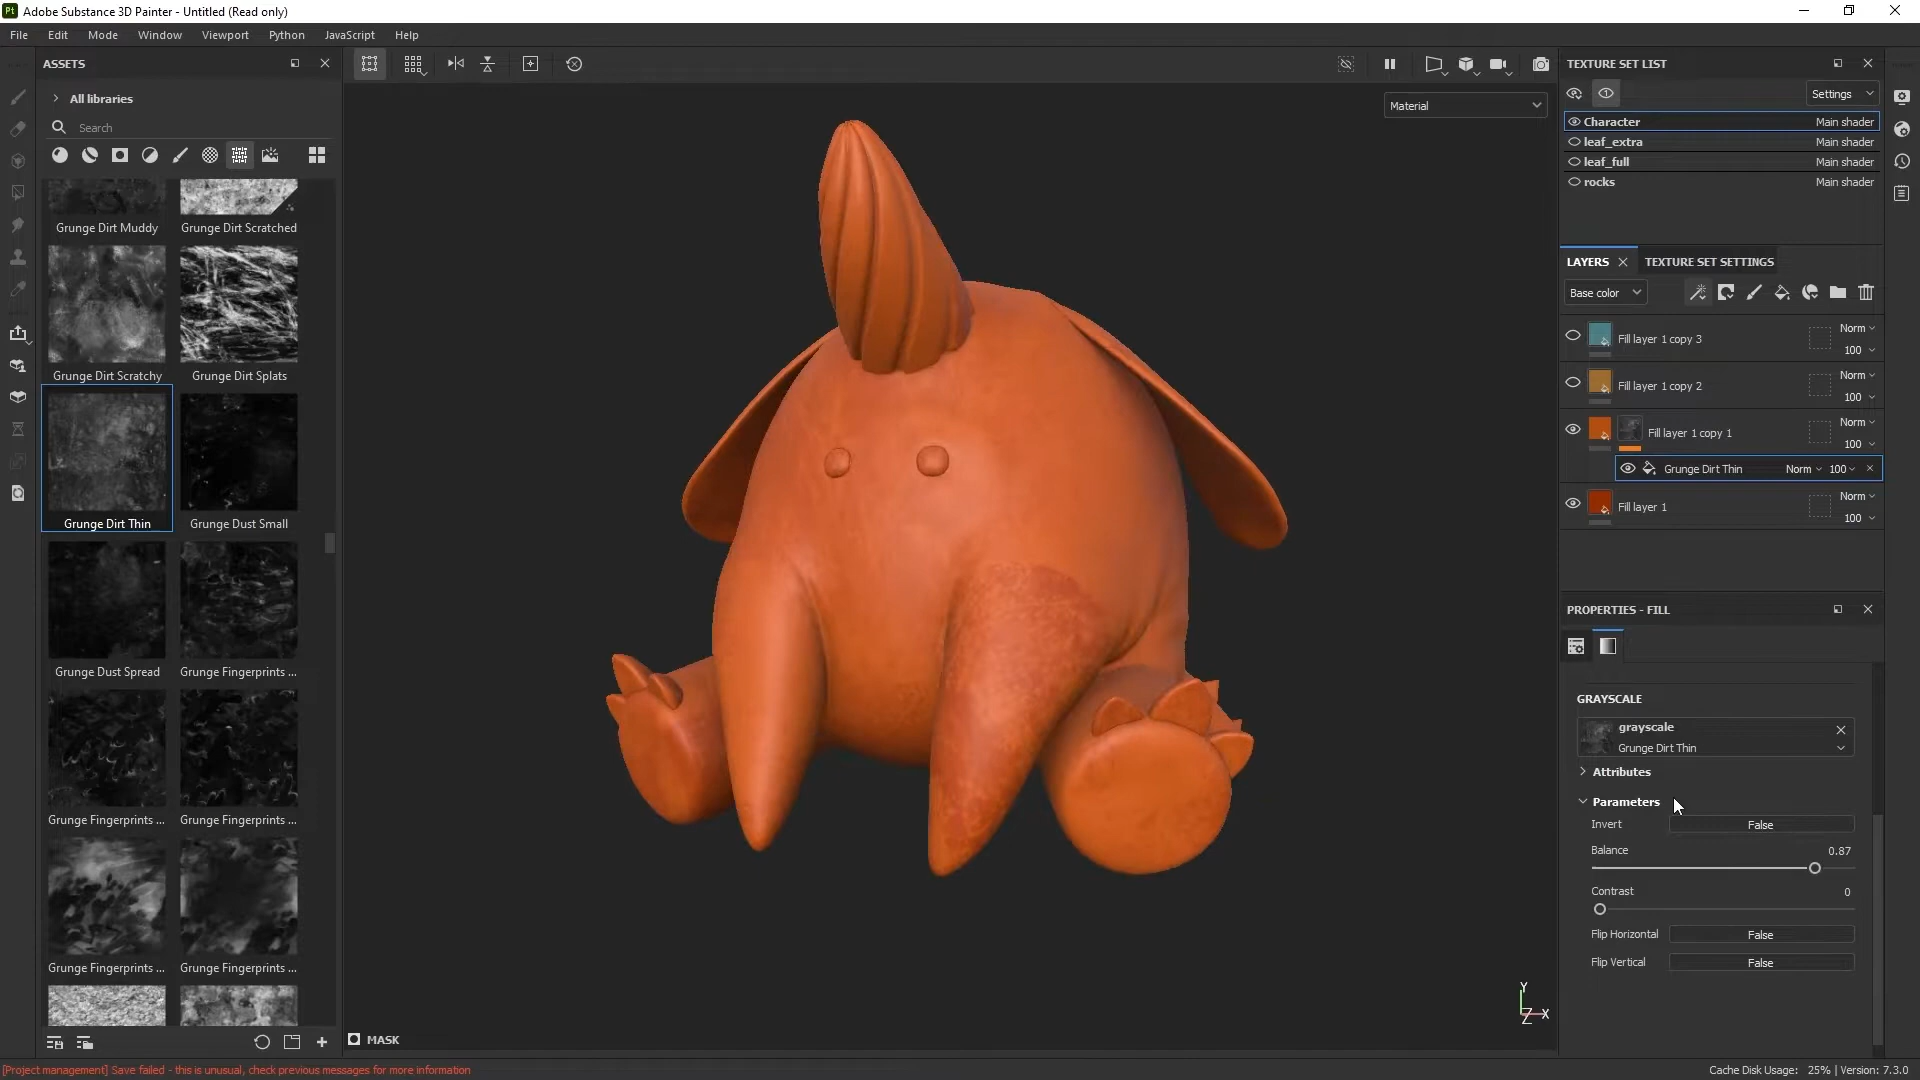 Pt Adobe Substance 3D Painter - Untitled (Read only)
File Edit Mode Window Viewport Python JavaScript Help
ASSETS
All libraries
Search
Grunge Dirt Muddy Grunge Dirt Scratched
Grunge Dirt Scratchy Grunge Dirt Splats
Grunge Dirt Thin Grunge Dust Small
Grunge Dust Spread Grunge Fingerprints ...
Grunge Fingerprints ... Grunge Fingerprints ...
Grunge Fingerprints ... Grunge Fingerprints ...
Material
Y
Z X
MASK
TEXTURE SET LIST
Settings
Character Main shader
leaf_extra Main shader
leaf_full Main shader
rocks Main shader
LAYERS TEXTURE SET SETTINGS
Base color
Fill layer 1 copy 3 Norm
100
Fill layer 1 copy 2 Norm
100
Fill layer 1 copy 1 Norm
100
Grunge Dirt Thin Norm 100
Fill layer 1 Norm
100
PROPERTIES - FILL
GRAYSCALE
grayscale
Grunge Dirt Thin
Attributes
Parameters
Invert False
Balance 0.87
Contrast 0
Flip Horizontal False
Flip Vertical False
[Project management] Save failed - this is unusual, check previous messages for more information
Cache Disk Usage: 25% | Version: 7.3.0